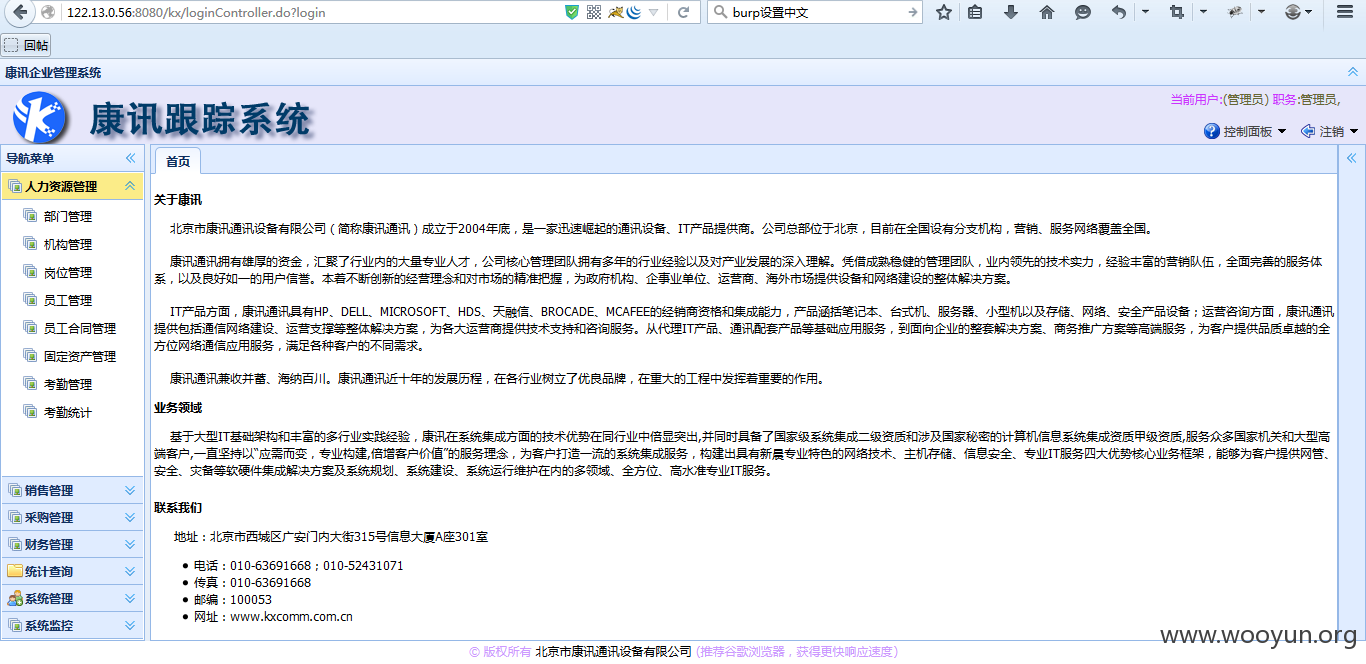 122.13.0.56:8080/kx/loginController.do?login
burp设置中文
回帖
康讯企业管理系统
康讯跟踪系统
当前用户:(管理员) 职务:管理员,
控制面板 注销
导航菜单
首页
人力资源管理
部门管理
机构管理
岗位管理
员工管理
员工合同管理
固定资产管理
考勤管理
考勤统计
销售管理
采购管理
财务管理
统计查询
系统管理
系统监控
关于康讯
北京市康讯通讯设备有限公司（简称康讯通讯）成立于2004年底，是一家迅速崛起的通讯设备、IT产品提供商。公司总部位于北京，目前在全国设有分支机构，营销、服务网络覆盖全国。
康讯通讯拥有雄厚的资金，汇聚了行业内的大量专业人才，公司核心管理团队拥有多年的行业经验以及对产业发展的深入理解。凭借成熟稳健的管理团队，业内领先的技术实力，经验丰富的营销队伍，全面完善的服务体
系，以及良好如一的用户信誉。本着不断创新的经营理念和对市场的精准把握，为政府机构、企事业单位、运营商、海外市场提供设备和网络建设的整体解决方案。
IT产品方面，康讯通讯具有HP、DELL、MICROSOFT、HDS、天融信、BROCADE、MCAFEE的经销商资格和集成能力，产品涵括笔记本、台式机、服务器、小型机以及存储、网络、安全产品设备；运营咨询方面，康讯通讯
提供包括通信网络建设、运营支撑等整体解决方案，为各大运营商提供技术支持和咨询服务。从代理IT产品、通讯配套产品等基础应用服务，到面向企业的整套解决方案、商务推广方案等高端服务，为客户提供品质卓越的全
方位网络通信应用服务，满足各种客户的不同需求。
康讯通讯兼收并蓄、海纳百川。康讯通讯近十年的发展历程，在各行业树立了优良品牌，在重大的工程中发挥着重要的作用。
业务领域
基于大型IT基础架构和丰富的多行业实践经验，康讯在系统集成方面的技术优势在同行业中倍显突出,并同时具备了国家级系统集成二级资质和涉及国家秘密的计算机信息系统集成资质甲级资质,服务众多国家机关和大型高
端客户,一直坚持以“应需而变，专业构建,倍增客户价值”的服务理念，为客户打造一流的系统集成服务，构建出具有新晨专业特色的网络技术、主机存储、信息安全、专业IT服务四大优势核心业务框架，能够为客户提供网管、
安全、灾备等软硬件集成解决方案及系统规划、系统建设、系统运行维护在内的多领域、全方位、高水准专业IT服务。
联系我们
地址：北京市西城区广安门内大街315号信息大厦A座301室
电话：010-63691668；010-52431071
传真：010-63691668
邮编：100053
网址：www.kxcomm.com.cn
www.wooyun.org
© 版权所有 北京市康讯通讯设备有限公司 (推荐谷歌浏览器，获得更快响应速度)